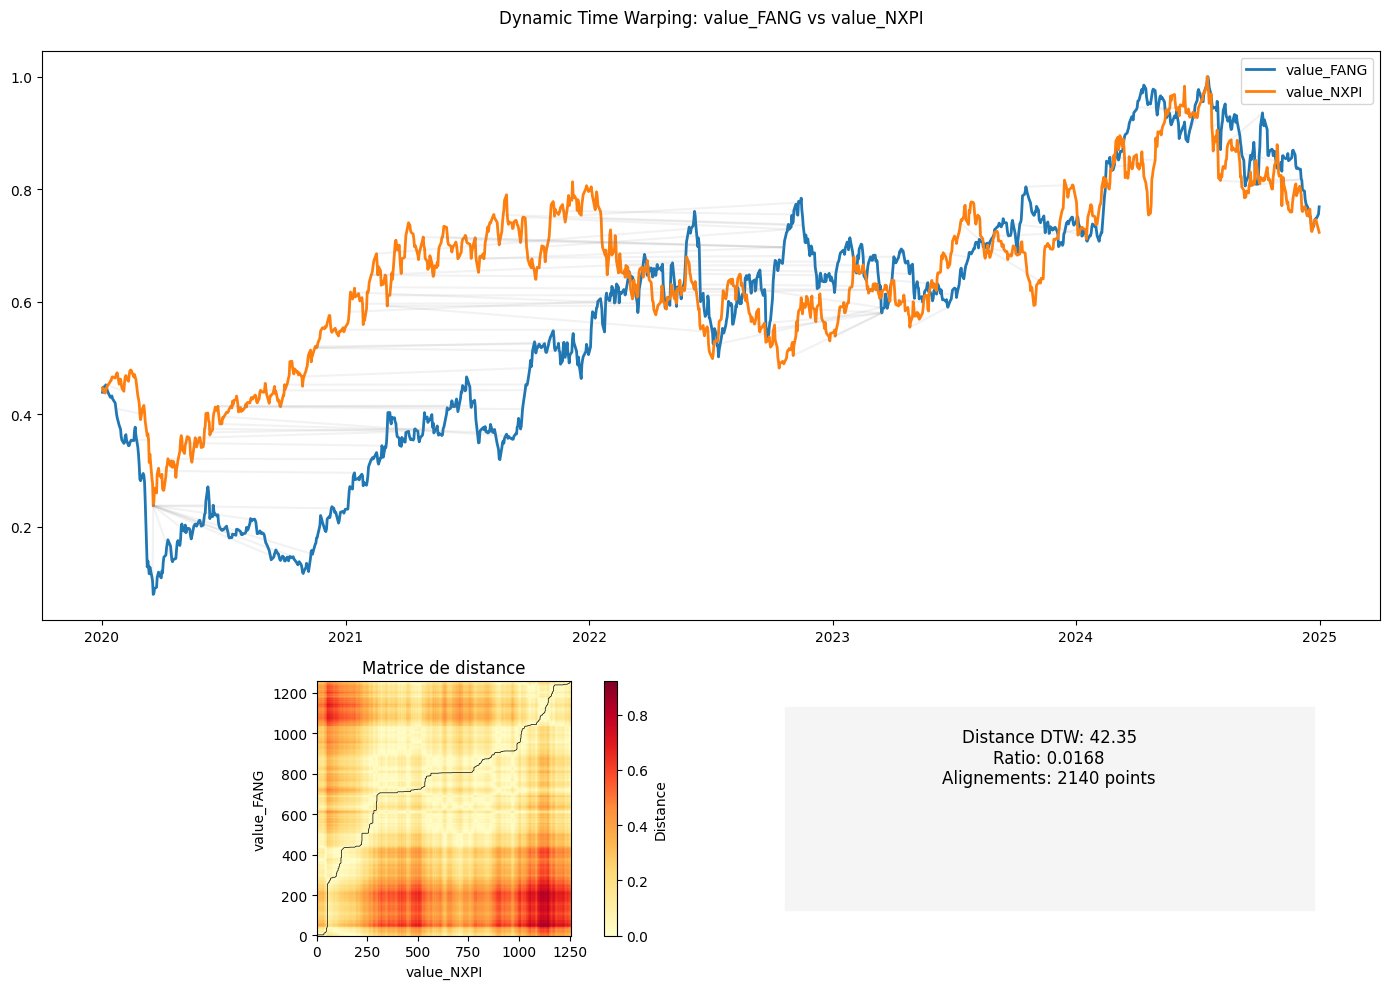 Dynamic Time Warping: value_FANG vs value_NXPI
value_FANG
value_NXPI
1.0
0.8
0.6
0.4
0.2
2020 2021 2022 2023 2024 2025
Matrice de distance
value_FANG
1200
1000
800
600
400
200
0
0 250 500 750 1000 1250
value_NXPI
0.8
0.6
0.4
0.2
0.0
Distance
Distance DTW: 42.35
Ratio: 0.0168
Alignements: 2140 points